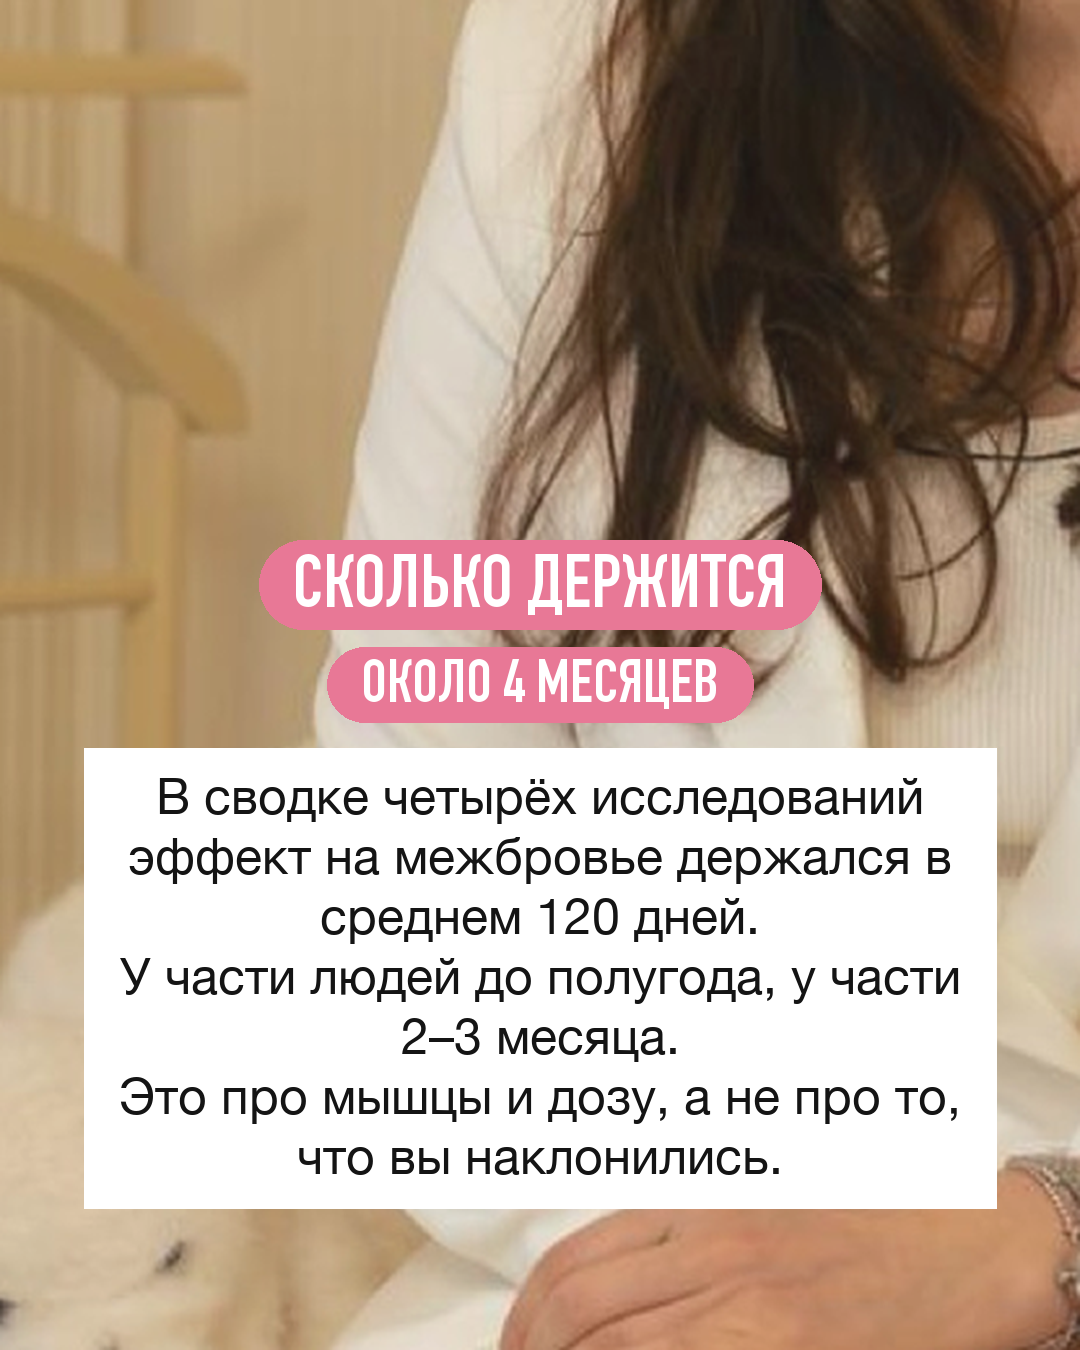 СКОЛЬКО ДЕРЖИТСЯ
ОКОЛО 4 МЕСЯЦЕВ
В сводке четырёх исследований
эффект на межбровье держался в
среднем 120 дней.
У части людей до полугода, у части
2–3 месяца.
Это про мышцы и дозу, а не про то,
что вы наклонились.